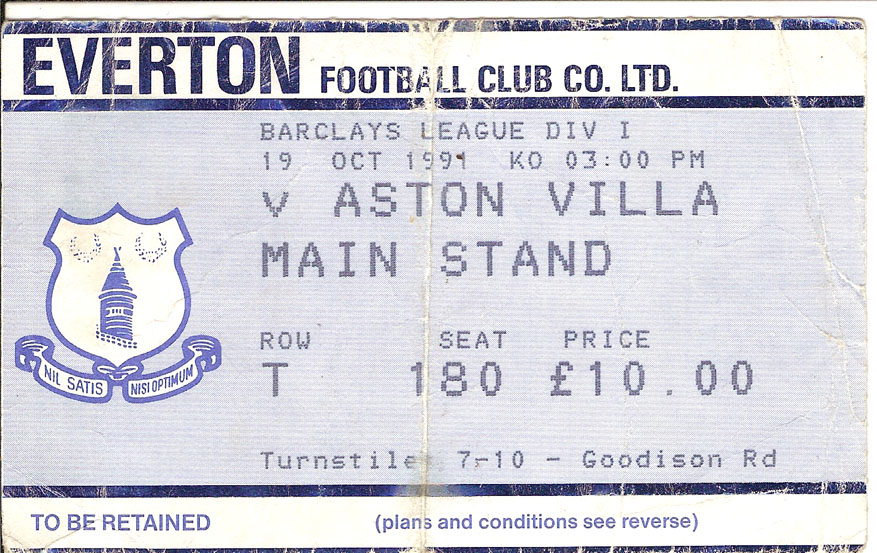 EVERTON FOOTBALL CLUB CO. LTD.
BARCLAYS LEAGUE DIV I
19 OCT 1991 KO 03:00 PM
v ASTON VILLA
MAIN STAND
ROW SEAT PRICE
T 180 £10.00
NIL SATIS NISI OPTIMUM
Turnstile 7-10 - Goodison Rd
TO BE RETAINED (plans and conditions see reverse)